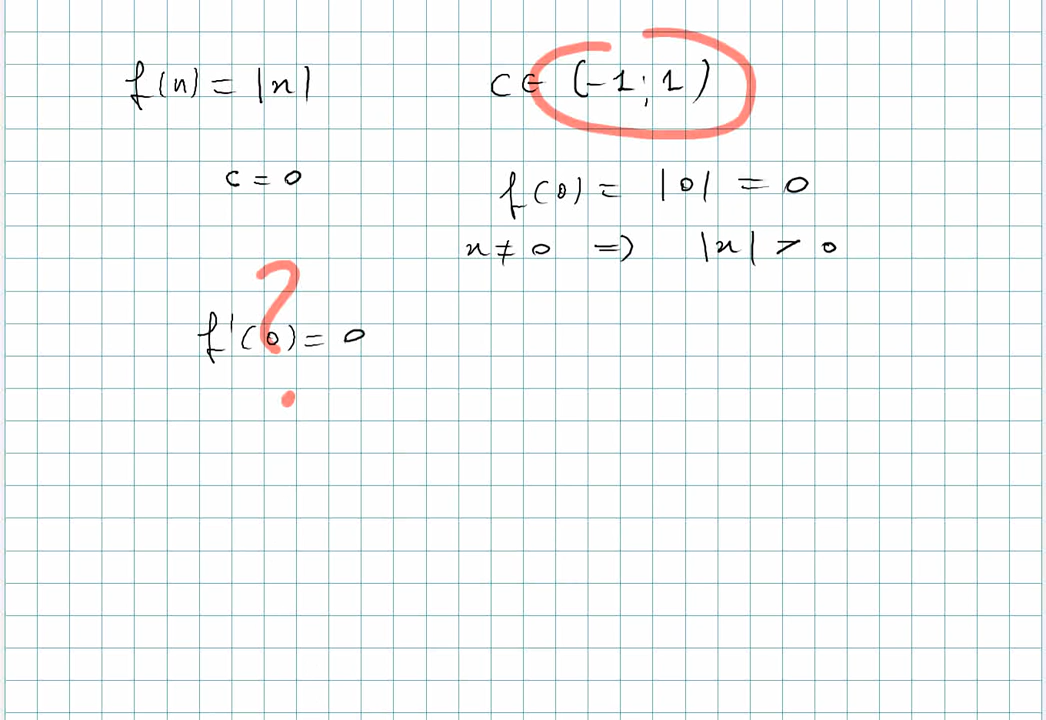 f(x) = |x| c ∈ (-1; 1)
c = 0 f(0) = |0| = 0
x ≠ 0 => |x| > 0
?
f'(0) = 0